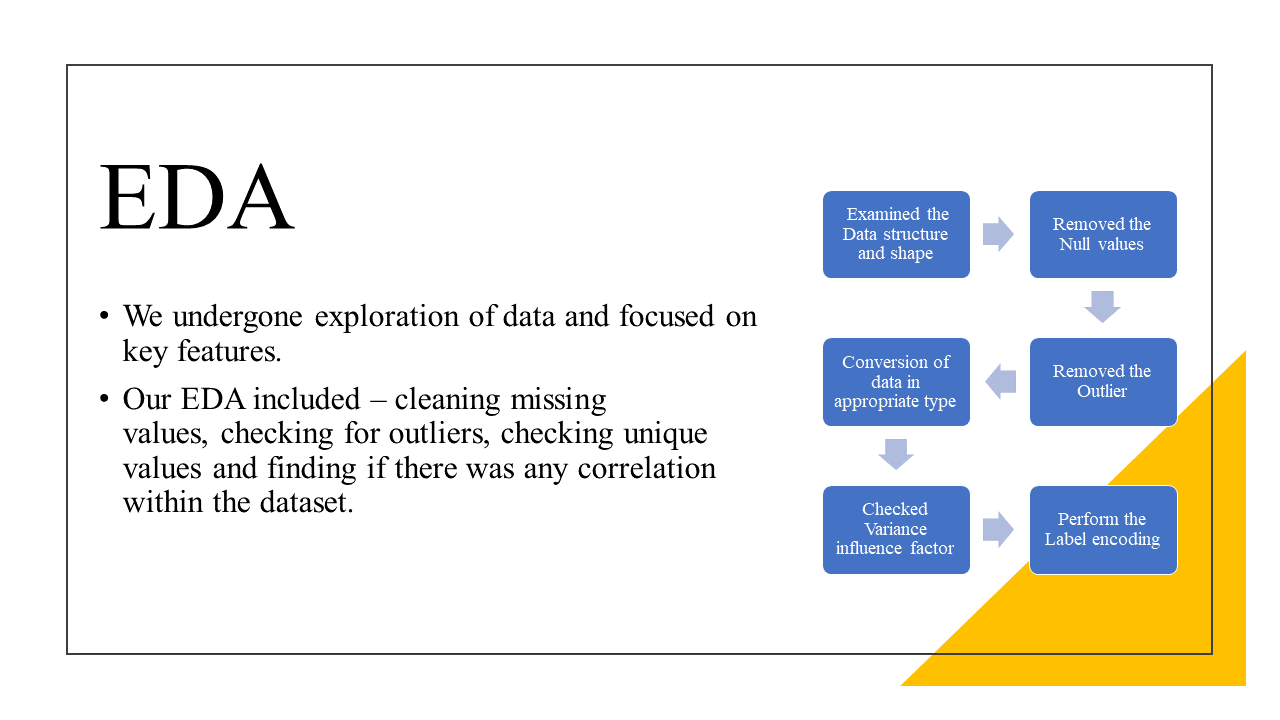 EDA
• We undergone exploration of data and focused on
key features.
• Our EDA included – cleaning missing
values, checking for outliers, checking unique
values and finding if there was any correlation
within the dataset.
Examined the
Data structure
and shape
Removed the
Null values
Removed the
Outlier
Conversion of
data in
appropriate type
Checked
Variance
influence factor
Perform the
Label encoding